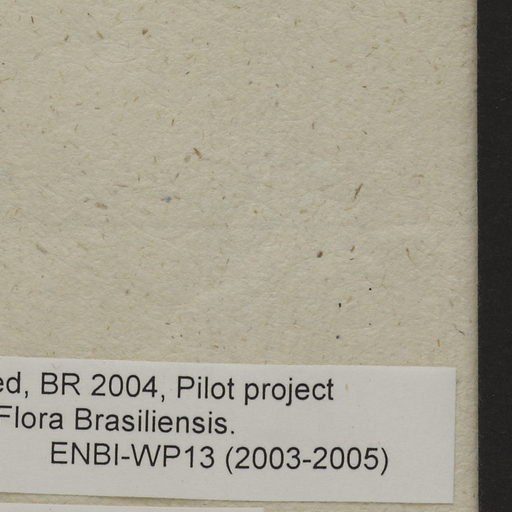 ed, BR 2004, Pilot project
Flora Brasiliensis.
ENBI-WP13 (2003-2005)